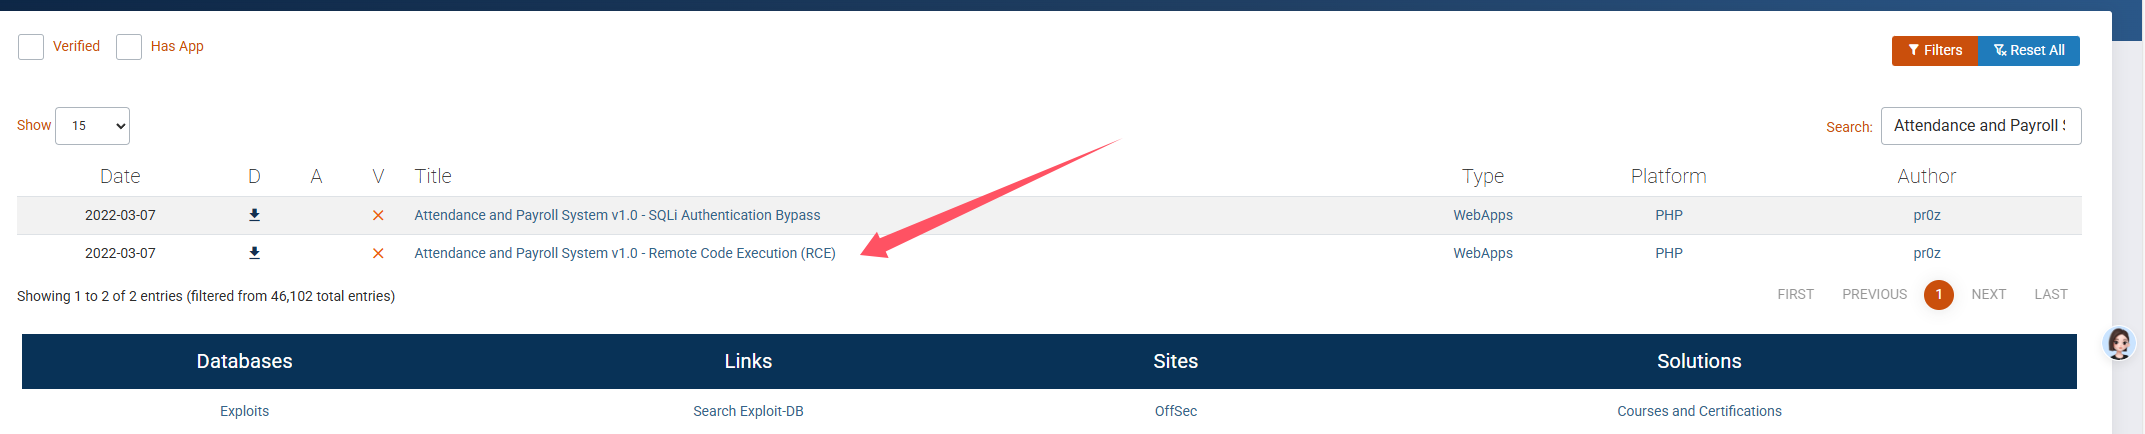 Verified Has App
Filters Reset All
Show 15 Search: Attendance and Payroll
Date D A V Title Type Platform Author
2022-03-07 Attendance and Payroll System v1.0 - SQLi Authentication Bypass WebApps PHP pr0z
2022-03-07 Attendance and Payroll System v1.0 - Remote Code Execution (RCE) WebApps PHP pr0z
Showing 1 to 2 of 2 entries (filtered from 46,102 total entries)
FIRST PREVIOUS 1 NEXT LAST
Databases Links Sites Solutions
Exploits Search Exploit-DB OffSec Courses and Certifications